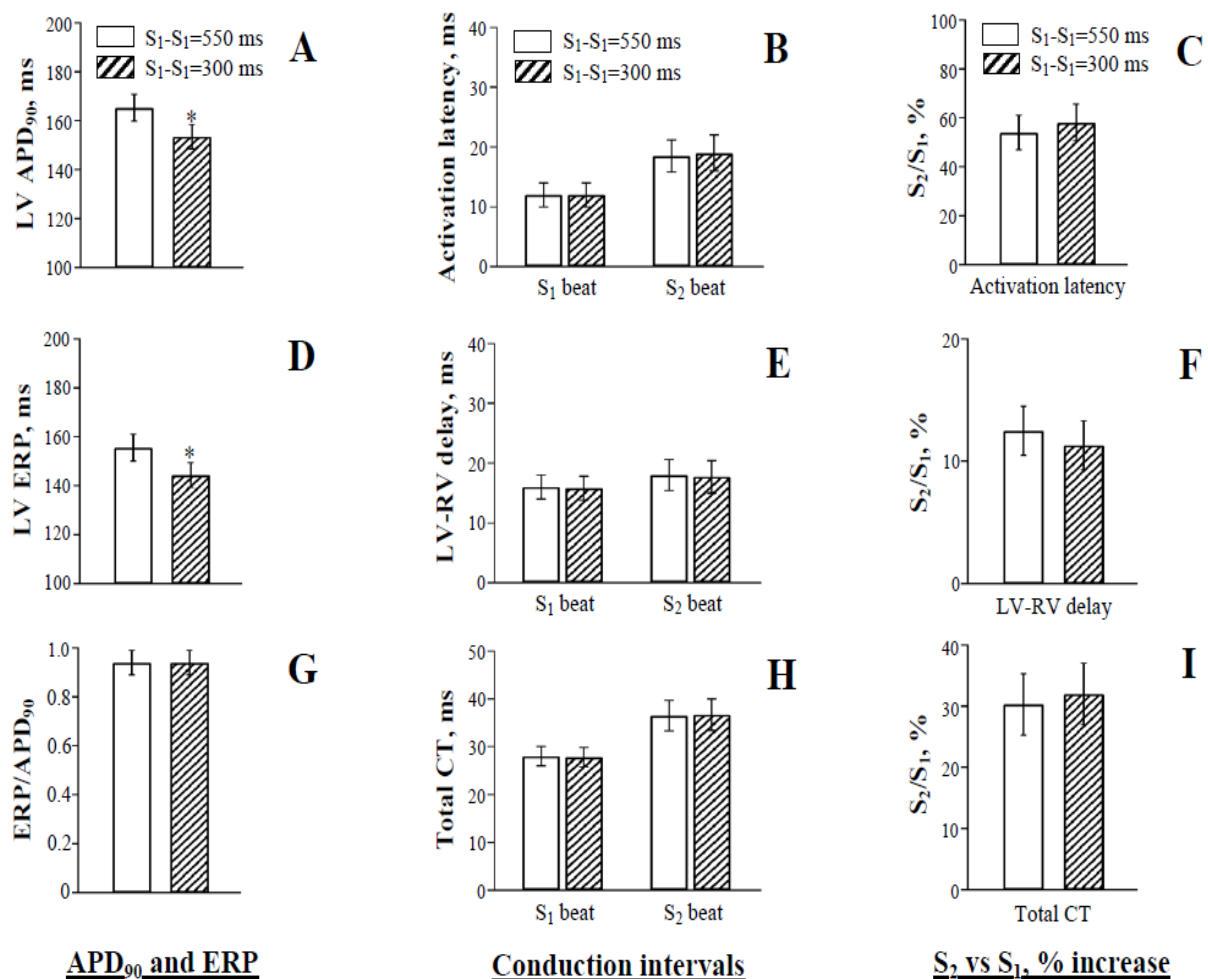 A
LV APD₉₀, ms
200
180
160
140
120
100
S₁-S₁=550 ms
S₁-S₁=300 ms
*
B
Activation latency, ms
40
30
20
10
0
S₁-S₁=550 ms
S₁-S₁=300 ms
S₁ beat S₂ beat
C
S₂/S₁, %
100
80
60
40
20
0
S₁-S₁=550 ms
S₁-S₁=300 ms
Activation latency
D
LV ERP, ms
200
180
160
140
120
100
*
E
LV-RV delay, ms
40
30
20
10
0
S₁ beat S₂ beat
F
S₂/S₁, %
20
10
0
LV-RV delay
G
ERP/APD₉₀
1.0
0.8
0.6
0.4
0.2
0
H
Total CT, ms
50
40
30
20
10
0
S₁ beat S₂ beat
I
S₂/S₁, %
40
30
20
10
0
Total CT
APD₉₀ and ERP
Conduction intervals
S₂ vs S₁, % increase